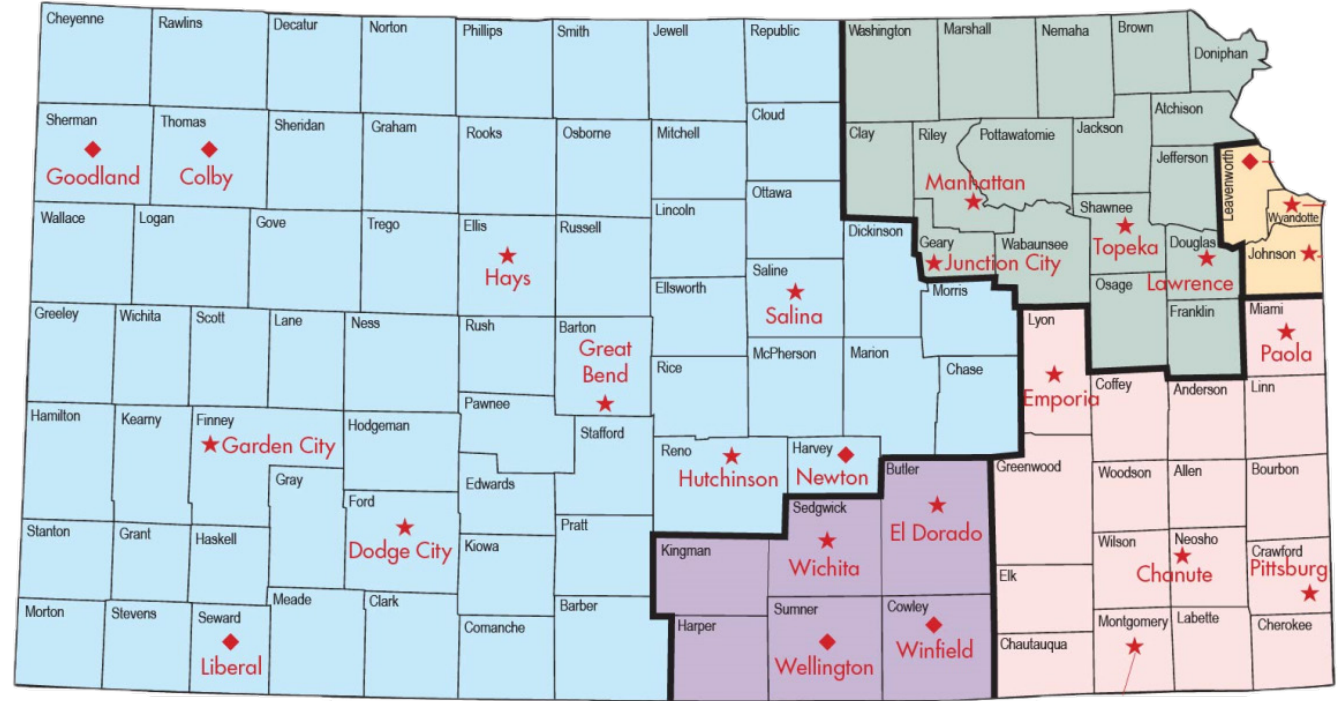 Cheyenne
Rawlins
Decatur
Norton
Phillips
Smith
Jewell
Republic
Washington
Marshall
Nemaha
Brown
Doniphan
Sherman
Goodland
Thomas
Colby
Sheridan
Graham
Rooks
Osborne
Mitchell
Cloud
Clay
Riley
Pottawatomie
Jackson
Atchison
Jefferson
Leavenworth
Wyandotte
Manhattan
Wallace
Logan
Gove
Trego
Ellis
Hays
Russell
Lincoln
Ottawa
Dickinson
Geary
Junction City
Wabaunsee
Shawnee
Topeka
Douglas
Lawrence
Johnson
Ellsworth
Saline
Salina
Morris
Osage
Franklin
Miami
Paola
Greeley
Wichita
Scott
Lane
Ness
Rush
Barton
Great
Bend
Rice
McPherson
Marion
Chase
Lyon
Emporia
Coffey
Anderson
Linn
Hamilton
Kearny
Finney
Garden City
Hodgeman
Pawnee
Stafford
Reno
Hutchinson
Harvey
Newton
Butler
El Dorado
Greenwood
Woodson
Allen
Bourbon
Gray
Ford
Dodge City
Edwards
Pratt
Kiowa
Kingman
Sedgwick
Wichita
Wilson
Neosho
Chanute
Crawford
Pittsburg
Stanton
Grant
Haskell
Elk
Morton
Stevens
Seward
Liberal
Meade
Clark
Comanche
Barber
Harper
Sumner
Wellington
Cowley
Winfield
Chautauqua
Montgomery
Labette
Cherokee